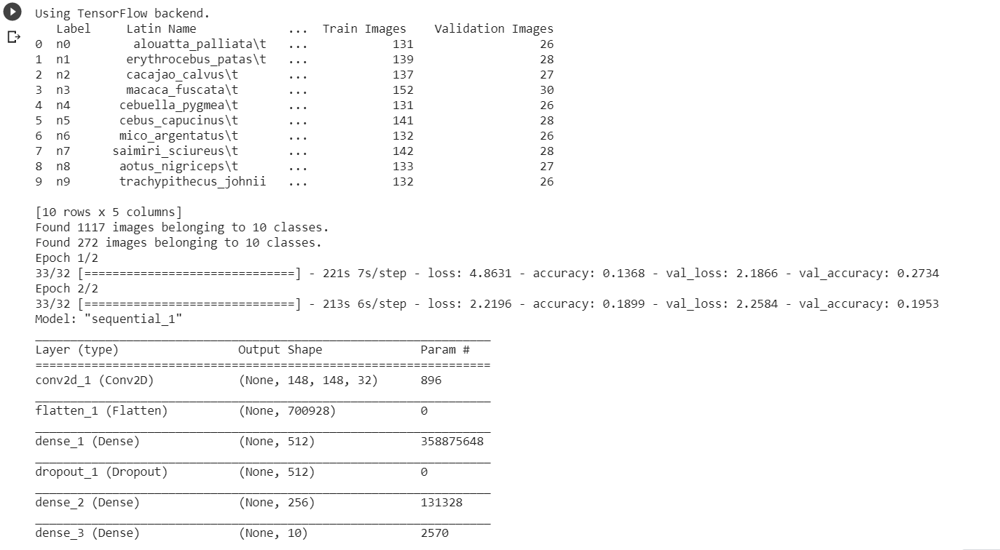 Using TensorFlow backend.
   Label     Latin Name             ...  Train Images    Validation Images
0  n0          alouatta_palliata\t   ...            131                  26
1  n1         erythrocebus_patas\t   ...            139                  28
2  n2         cacajao_calvus\t       ...            137                  27
3  n3         macaca_fuscata\t       ...            152                  30
4  n4        cebuella_pygmea\t       ...            131                  26
5  n5        cebus_capucinus\t       ...            141                  28
6  n6        mico_argentatus\t       ...            132                  26
7  n7       saimiri_sciureus\t       ...            142                  28
8  n8        aotus_nigriceps\t       ...            133                  27
9  n9        trachypithecus_johnii   ...            132                  26
[10 rows x 5 columns]
Found 1117 images belonging to 10 classes.
Found 272 images belonging to 10 classes.
Epoch 1/2
33/32 [==============================] - 221s 7s/step - loss: 4.8631 - accuracy: 0.1368 - val_loss: 2.1866 - val_accuracy: 0.2734
Epoch 2/2
33/32 [==============================] - 213s 6s/step - loss: 2.2196 - accuracy: 0.1899 - val_loss: 2.2584 - val_accuracy: 0.1953
Model: "sequential_1"
_________________________________________________________________
Layer (type)                 Output Shape              Param #
=================================================================
conv2d_1 (Conv2D)            (None, 148, 148, 32)      896
_________________________________________________________________
flatten_1 (Flatten)          (None, 700928)            0
_________________________________________________________________
dense_1 (Dense)              (None, 512)               358875648
_________________________________________________________________
dropout_1 (Dropout)          (None, 512)               0
_________________________________________________________________
dense_2 (Dense)              (None, 256)               131328
_________________________________________________________________
dense_3 (Dense)              (None, 10)                2570